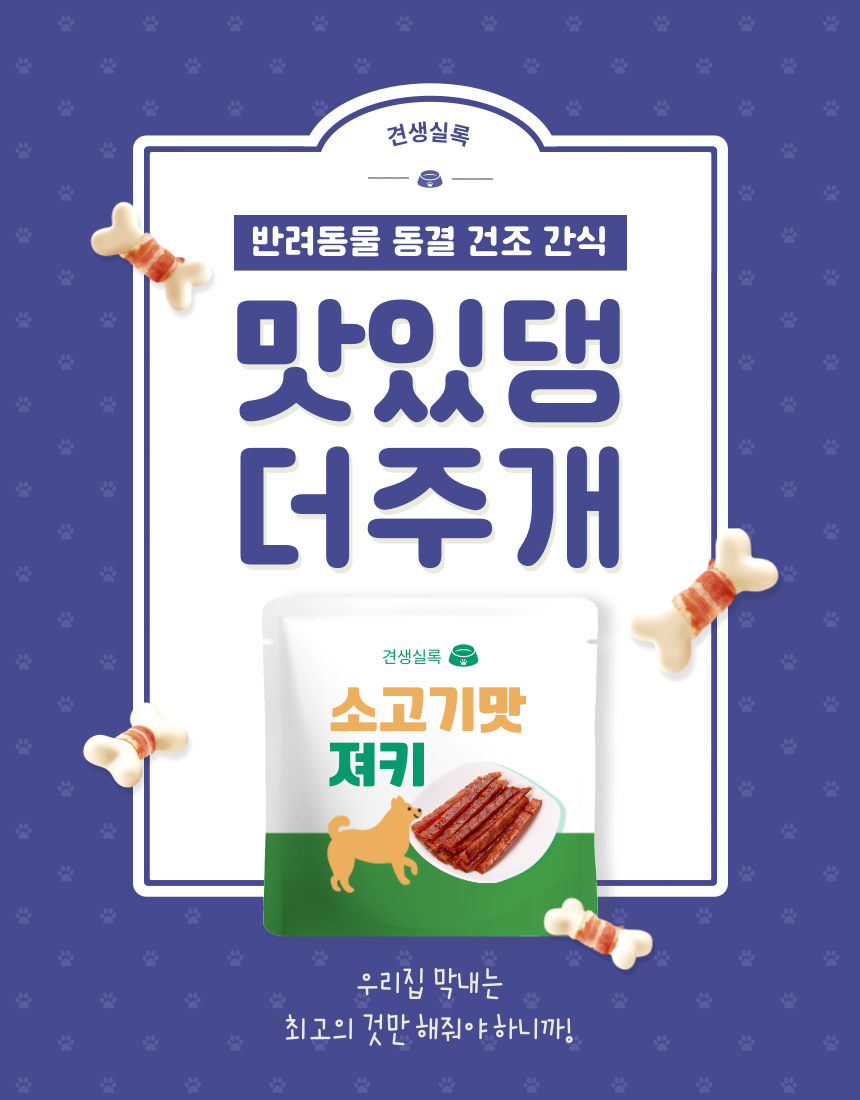 견생실록
반려동물 동결 건조 간식
맛있댕
더주개
견생실록
소고기맛
져키
우리집 막내는
최고의 것만 해줘야 하니까!